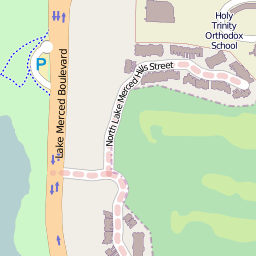 Holy
Trinity
Orthodox
School
P
Lake Merced Boulevard
North Lake Merced Hills Street